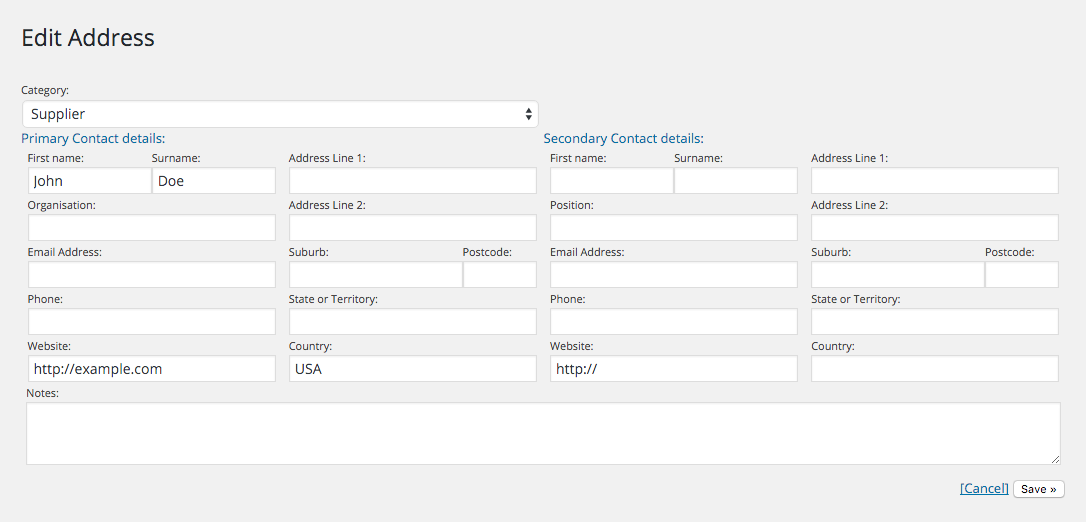 Edit Address
Category:
Supplier
Primary Contact details: Secondary Contact details:
First name: Surname: Address Line 1: First name: Surname: Address Line 1:
John Doe
Organisation: Address Line 2: Position: Address Line 2:
Email Address: Suburb: Postcode: Email Address: Suburb: Postcode:
Phone: State or Territory: Phone: State or Territory:
Website: Country: Website: Country:
http://example.com USA http://
Notes:
[Cancel] Save »